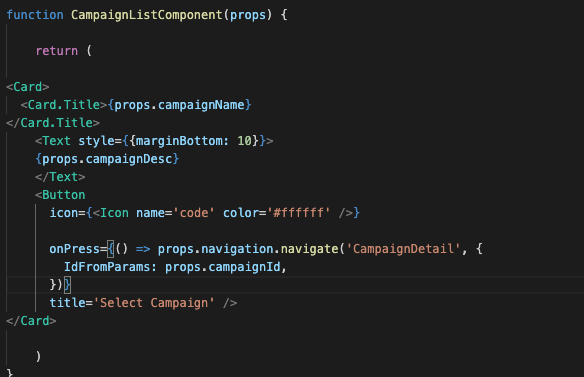 function CampaignListComponent(props) {
return (
<Card>
<Card.Title>{props.campaignName}
</Card.Title>
<Text style={{marginBottom: 10}}>
{props.campaignDesc}
</Text>
<Button
icon={<Icon name='code' color='#ffffff' />}
onPress={() => props.navigation.navigate('CampaignDetail', {
IdFromParams: props.campaignId,
})}
title='Select Campaign' />
</Card>
)
}